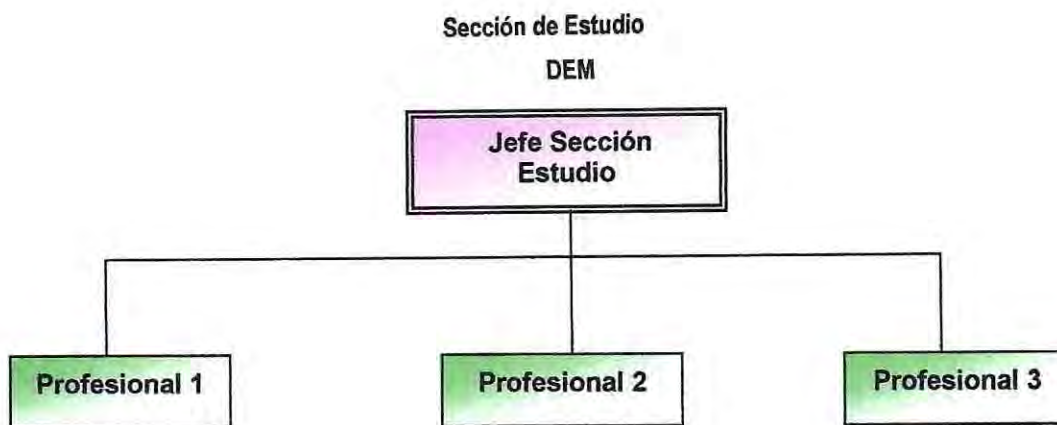 Sección de Estudio
DEM
Jefe Sección
Estudio
Profesional 1
Profesional 2
Profesional 3